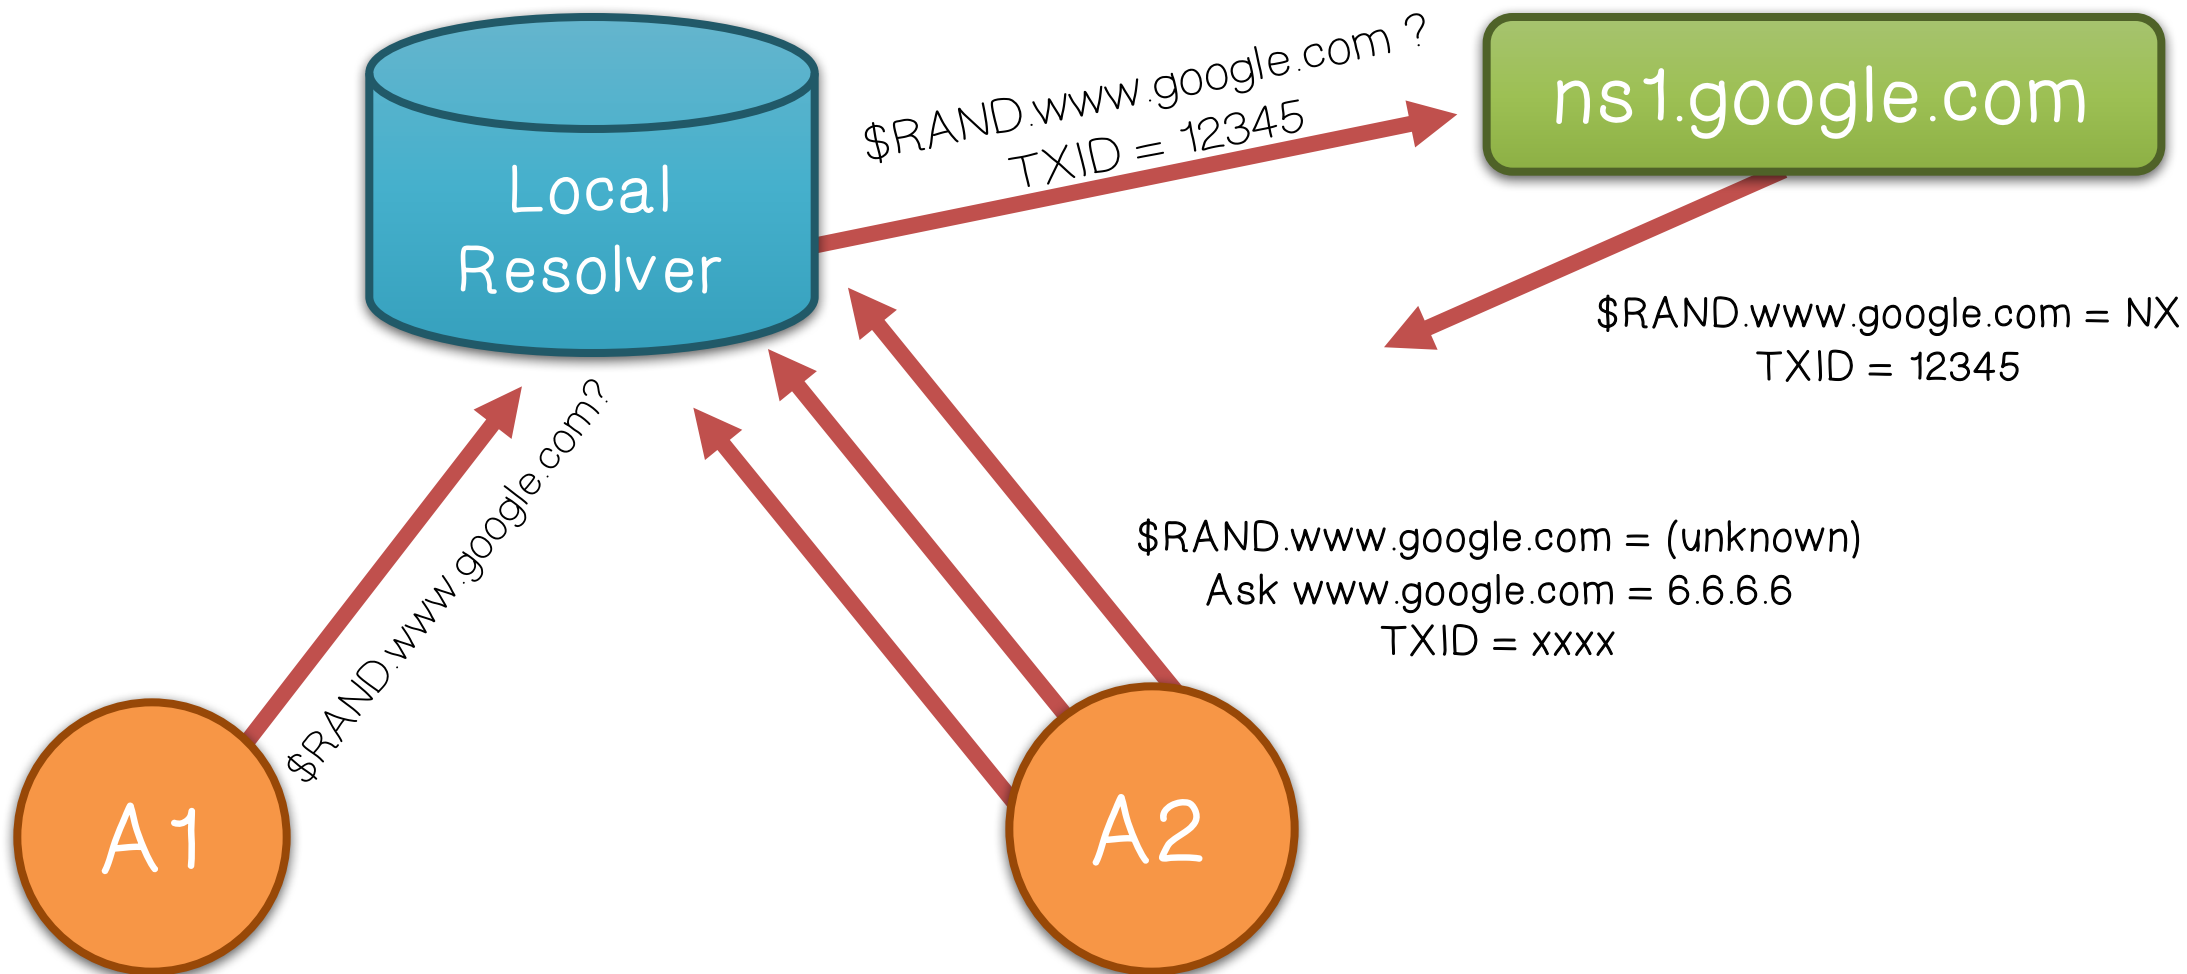 $RAND.www.google.com ?
TXID = 12345
ns1.google.com
Local
Resolver
$RAND.www.google.com = NX
TXID = 12345
$RAND.www.google.com?
$RAND.www.google.com = (unknown)
Ask www.google.com = 6.6.6.6
TXID = xxxx
A1
A2